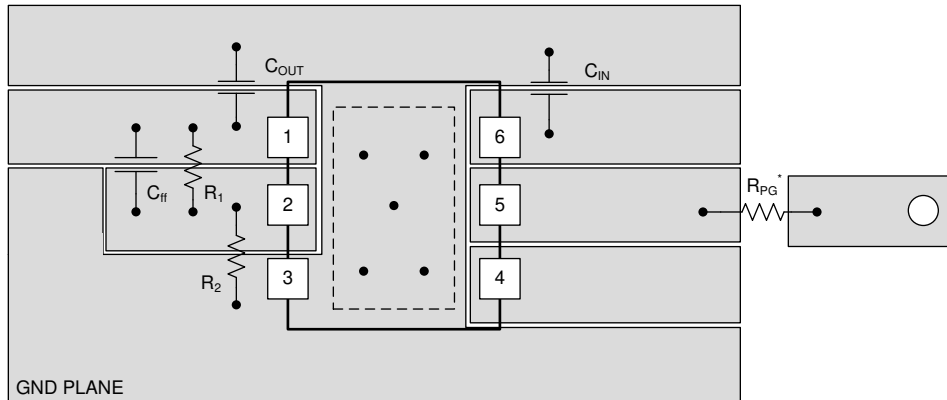 C_OUT
C_IN
1
6
C_ff
R_1
2
5
R_PG*
R_2
3
4
GND PLANE